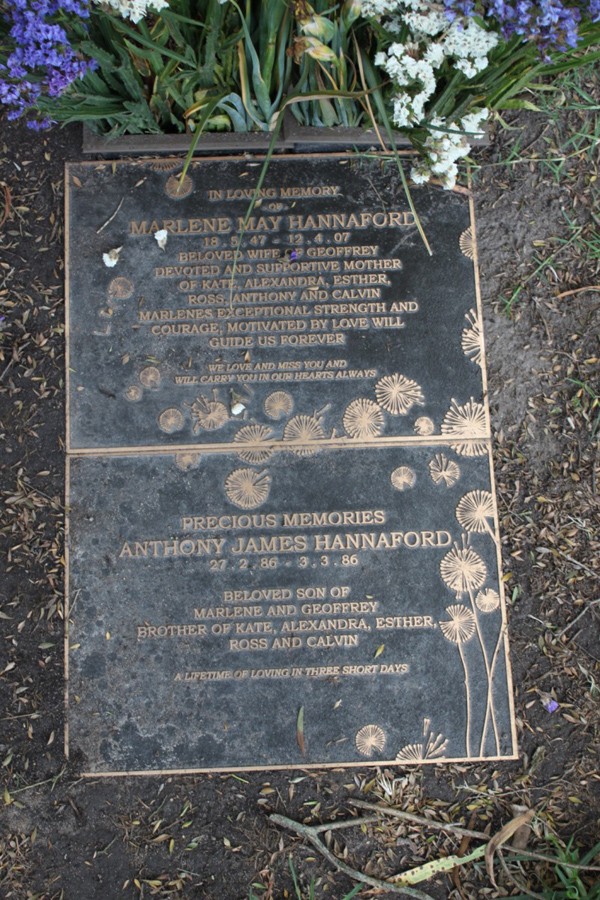 IN LOVING MEMORY
OF
MARLENE MAY HANNAFORD
18.5.47 - 12.4.07
BELOVED WIFE OF GEOFFREY
DEVOTED AND SUPPORTIVE MOTHER
OF KATE, ALEXANDRA, ESTHER,
ROSS, ANTHONY AND CALVIN
MARLENES EXCEPTIONAL STRENGTH AND
COURAGE, MOTIVATED BY LOVE WILL
GUIDE US FOREVER
WE LOVE AND MISS YOU AND
WILL CARRY YOU IN OUR HEARTS ALWAYS
PRECIOUS MEMORIES
ANTHONY JAMES HANNAFORD
27.2.86 - 3.3.86
BELOVED SON OF
MARLENE AND GEOFFREY
BROTHER OF KATE, ALEXANDRA, ESTHER,
ROSS AND CALVIN
A LIFETIME OF LOVING IN THREE SHORT DAYS